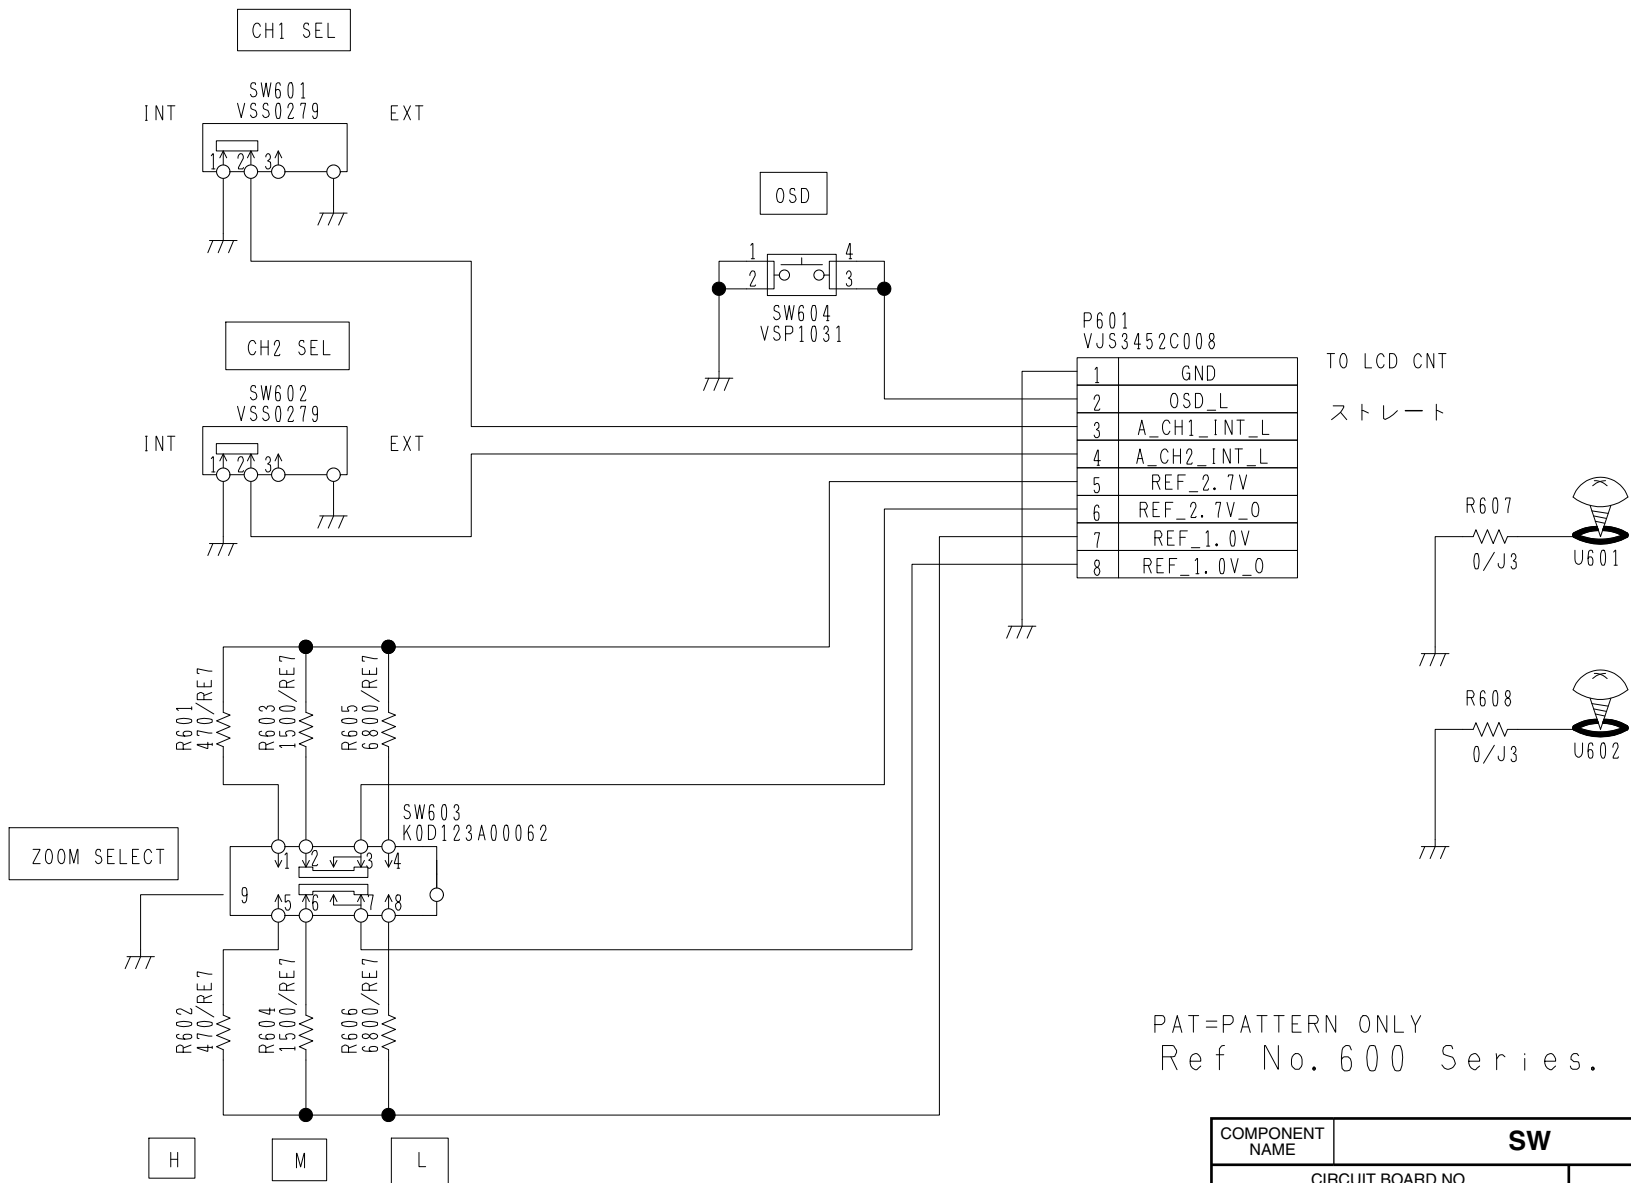 CH1 SEL
SW601
VSS0279
INT
EXT
1
2
3
OSD
1
2
4
3
SW604
VSP1031
CH2 SEL
SW602
VSS0279
INT
EXT
1
2
3
P601
VJS3452C008
1 GND
2 OSD_L
3 A_CH1_INT_L
4 A_CH2_INT_L
5 REF_2.7V
6 REF_2.7V_O
7 REF_1.0V
8 REF_1.0V_O
TO LCD CNT
ストレート
R607
0/J3
U601
R608
0/J3
U602
R601
470/RE7
R603
1500/RE7
R605
6800/RE7
SW603
K0D123A00062
ZOOM SELECT
1
2
3
4
9
5
6
7
8
R602
470/RE7
R604
1500/RE7
R606
6800/RE7
H
M
L
PAT=PATTERN ONLY
Ref No.600 Series.
COMPONENT
NAME
SW
CIRCUIT BOARD NO